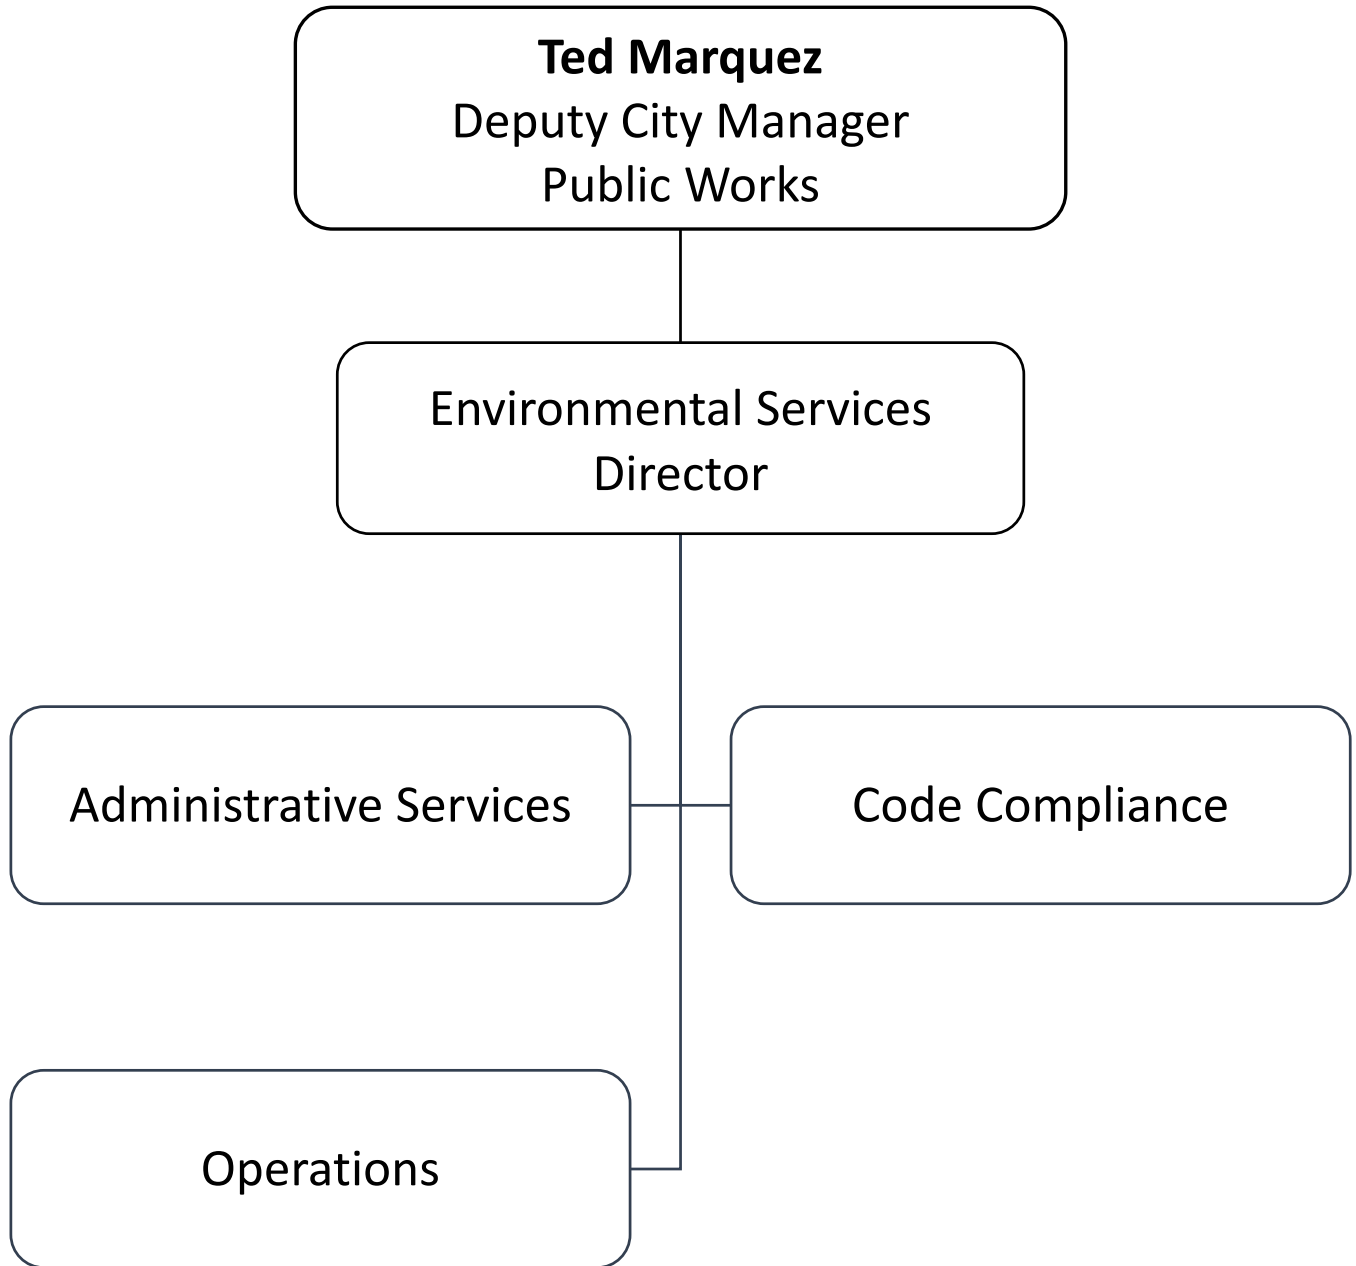 Ted Marquez
Deputy City Manager
Public Works
Environmental Services
Director
Administrative Services
Code Compliance
Operations